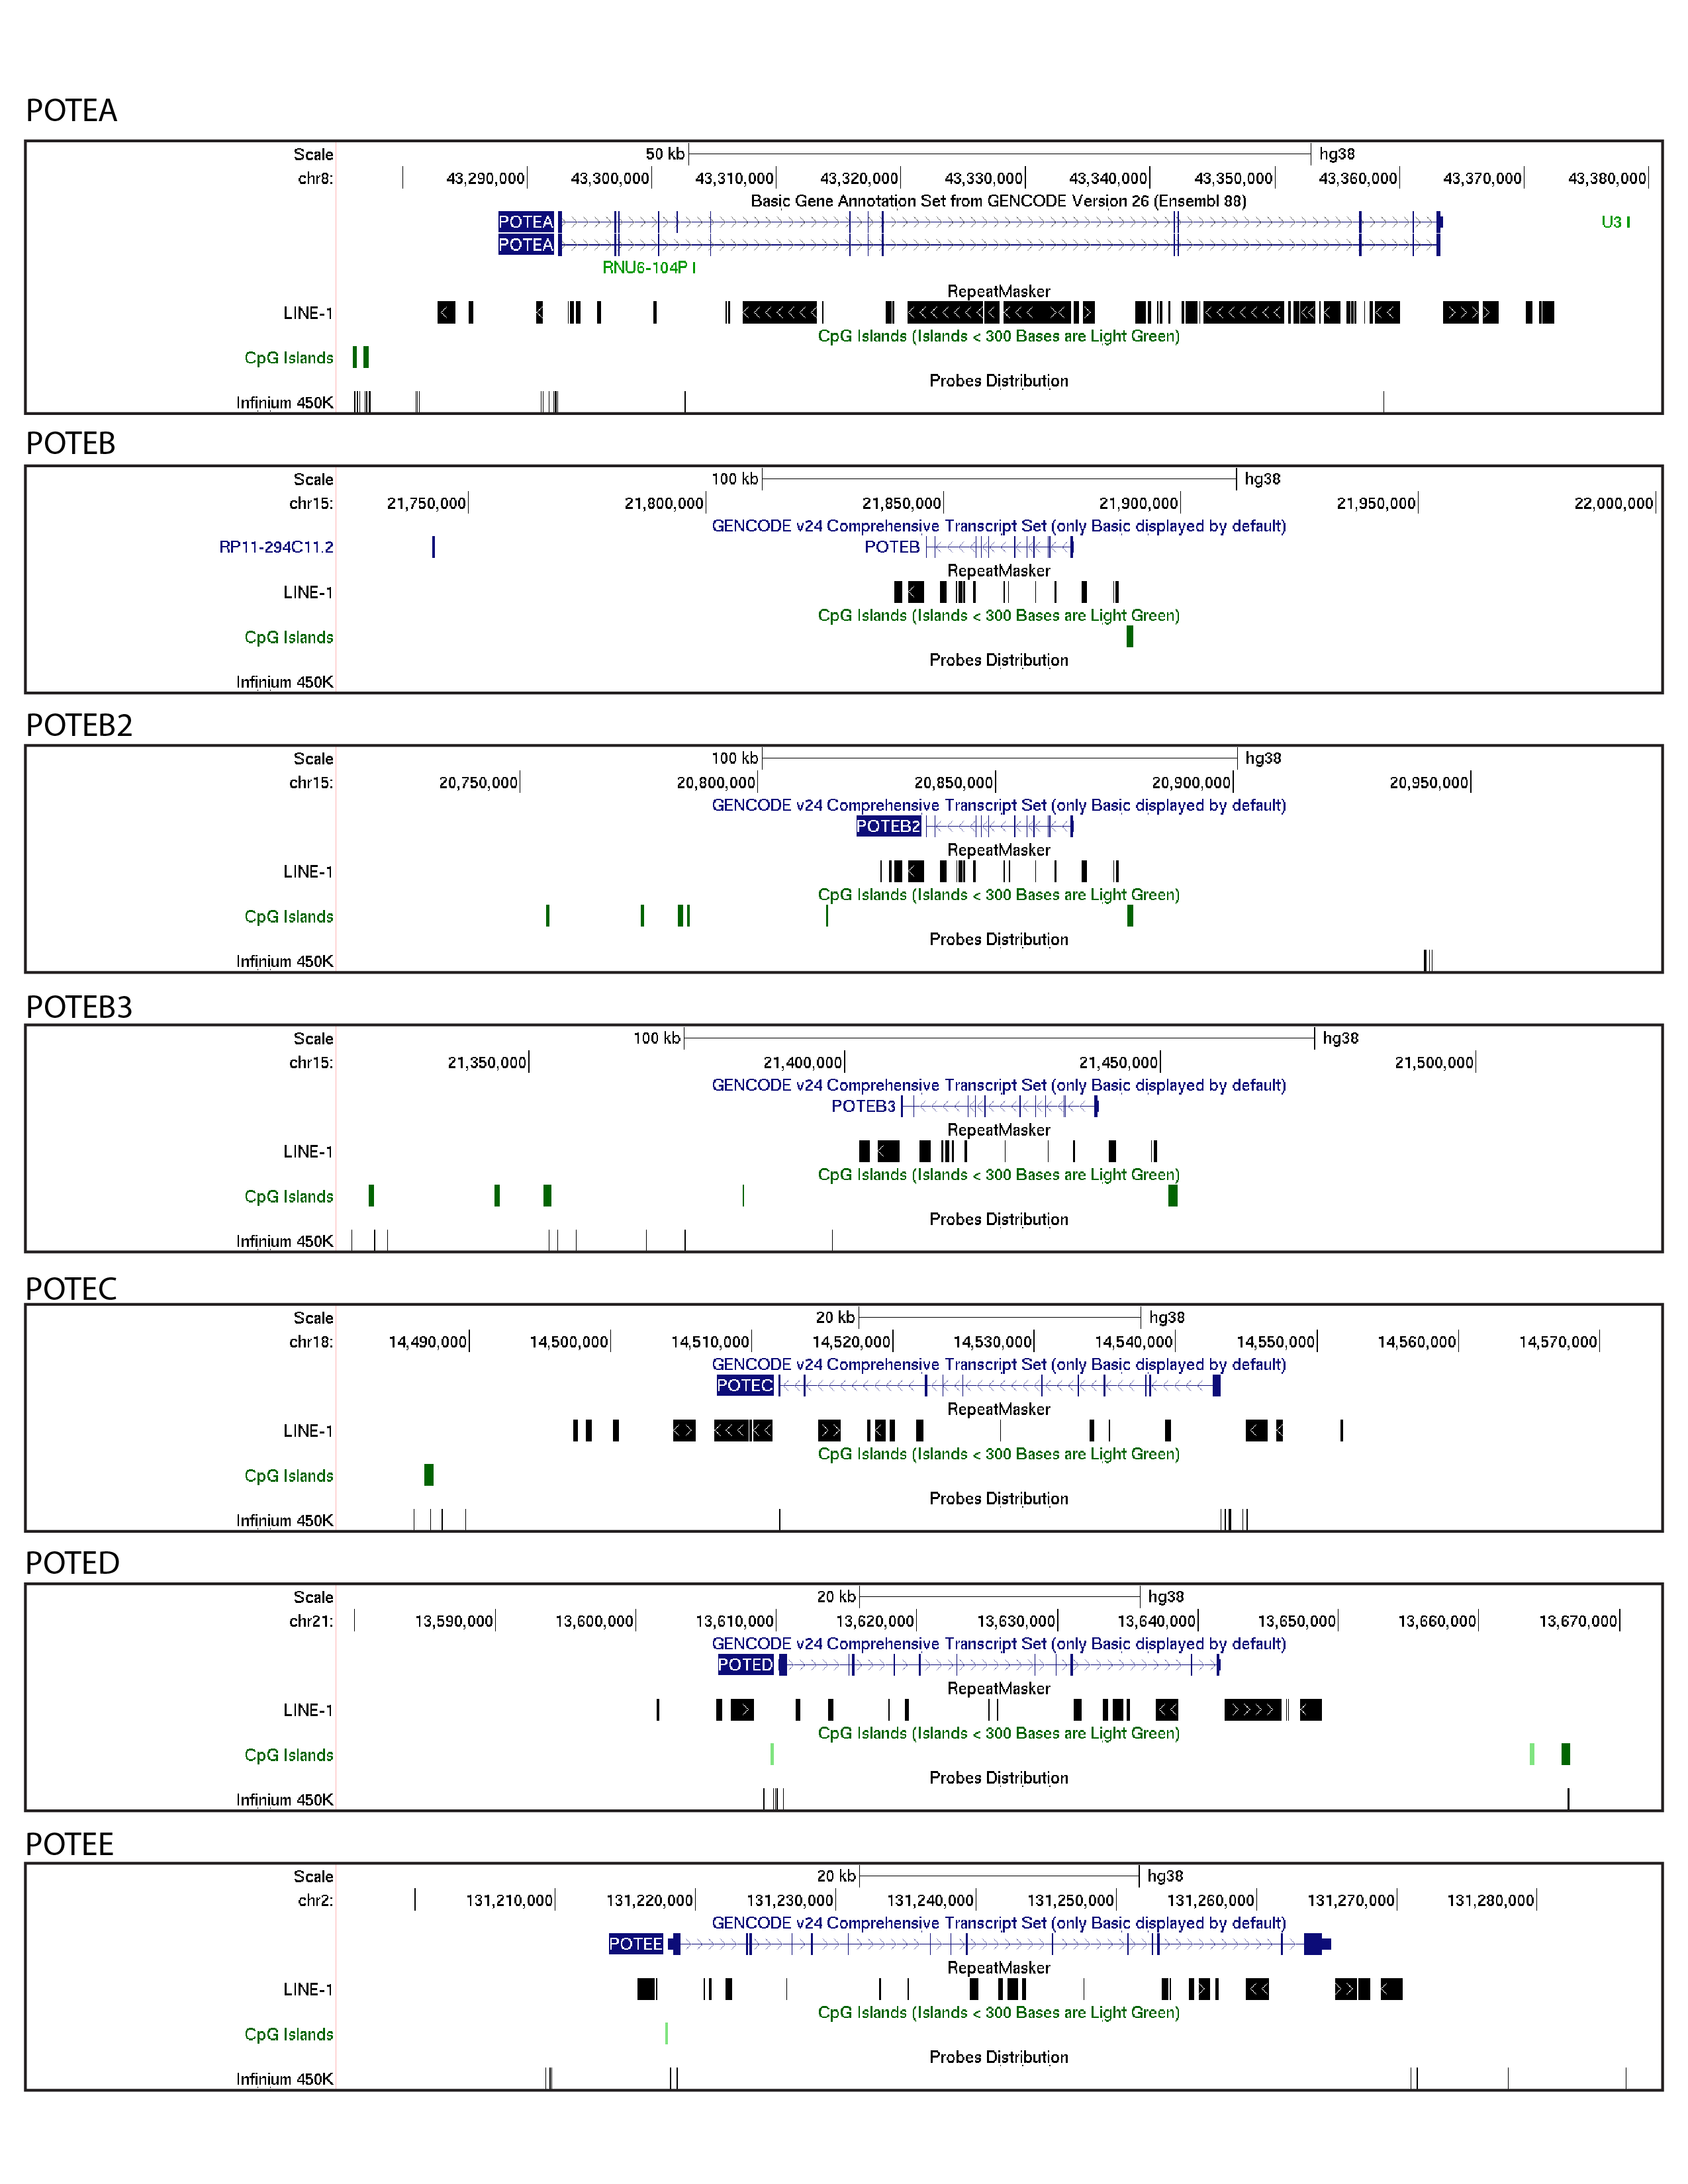 POTEA
Scale 50 kb hg38
chr8: 43,290,000 43,300,000 43,310,000 43,320,000 43,330,000 43,340,000 43,350,000 43,360,000 43,370,000 43,380,000
Basic Gene Annotation Set from GENCODE Version 26 (Ensembl 88)
POTEA U3
POTEA
RNU6-104P
RepeatMasker
LINE-1
CpG Islands (Islands < 300 Bases are Light Green)
CpG Islands
Probes Distribution
Infinium 450K
POTEB
Scale 100 kb hg38
chr15: 21,750,000 21,800,000 21,850,000 21,900,000 21,950,000 22,000,000
GENCODE v24 Comprehensive Transcript Set (only Basic displayed by default)
RP11-294C11.2 POTEB
RepeatMasker
LINE-1
CpG Islands (Islands < 300 Bases are Light Green)
CpG Islands
Probes Distribution
Infinium 450K
POTEB2
Scale 100 kb hg38
chr15: 20,750,000 20,800,000 20,850,000 20,900,000 20,950,000
GENCODE v24 Comprehensive Transcript Set (only Basic displayed by default)
POTEB2
RepeatMasker
LINE-1
CpG Islands (Islands < 300 Bases are Light Green)
CpG Islands
Probes Distribution
Infinium 450K
POTEB3
Scale 100 kb hg38
chr15: 21,350,000 21,400,000 21,450,000 21,500,000
GENCODE v24 Comprehensive Transcript Set (only Basic displayed by default)
POTEB3
RepeatMasker
LINE-1
CpG Islands (Islands < 300 Bases are Light Green)
CpG Islands
Probes Distribution
Infinium 450K
POTEC
Scale 20 kb hg38
chr18: 14,490,000 14,500,000 14,510,000 14,520,000 14,530,000 14,540,000 14,550,000 14,560,000 14,570,000
GENCODE v24 Comprehensive Transcript Set (only Basic displayed by default)
POTEC
RepeatMasker
LINE-1
CpG Islands (Islands < 300 Bases are Light Green)
CpG Islands
Probes Distribution
Infinium 450K
POTED
Scale 20 kb hg38
chr21: 13,590,000 13,600,000 13,610,000 13,620,000 13,630,000 13,640,000 13,650,000 13,660,000 13,670,000
GENCODE v24 Comprehensive Transcript Set (only Basic displayed by default)
POTED
RepeatMasker
LINE-1
CpG Islands (Islands < 300 Bases are Light Green)
CpG Islands
Probes Distribution
Infinium 450K
POTEE
Scale 20 kb hg38
chr2: 131,210,000 131,220,000 131,230,000 131,240,000 131,250,000 131,260,000 131,270,000 131,280,000
GENCODE v24 Comprehensive Transcript Set (only Basic displayed by default)
POTEE
RepeatMasker
LINE-1
CpG Islands (Islands < 300 Bases are Light Green)
CpG Islands
Probes Distribution
Infinium 450K